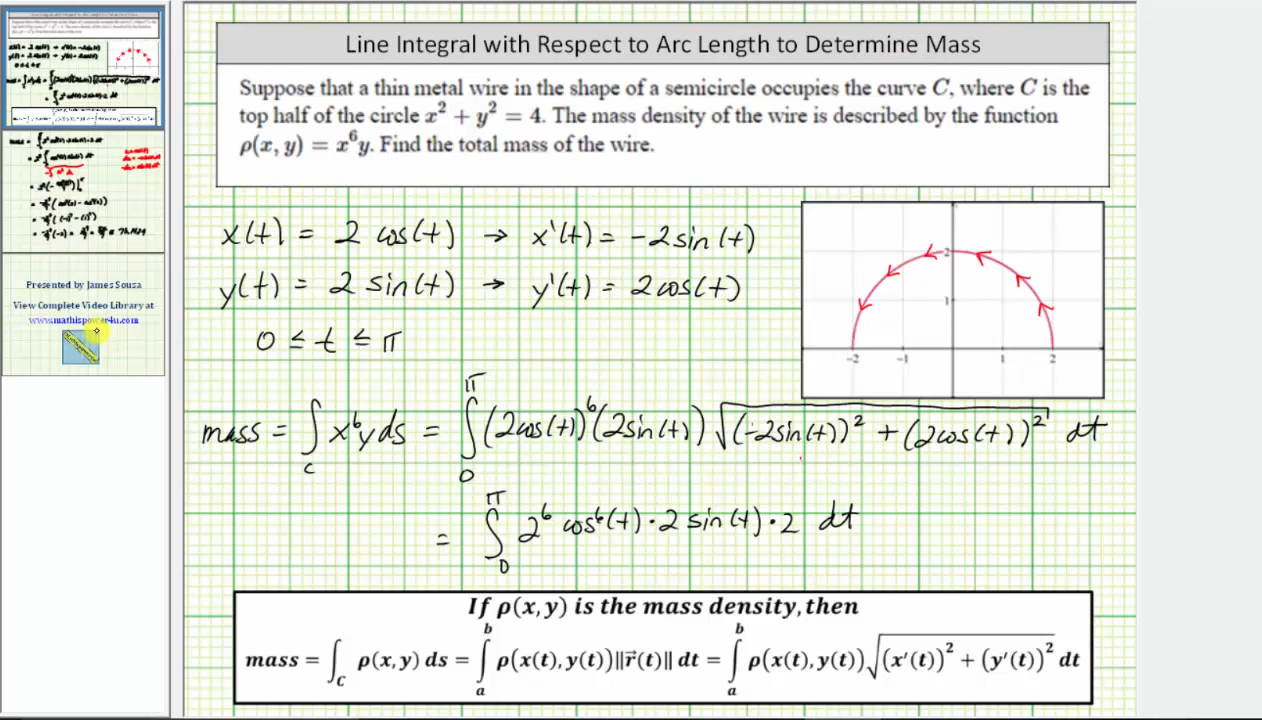 Line Integral with Respect to Arc Length to Determine Mass
Suppose that a thin metal wire in the shape of a semicircle occupies the curve C, where C is the
top half of the circle x² + y² = 4. The mass density of the wire is described by the function
ρ(x, y) = x⁶y. Find the total mass of the wire.
x(t) = 2 cos(t) → x'(t) = -2sin(t)
y(t) = 2 sin(t) → y'(t) = 2cos(t)
0 ≤ t ≤ π
2
1
-2 -1 1 2
mass = ∫_C x⁶y ds = ∫_0^π (2cos(t))⁶(2sin(t))√((-2sin(t))² + (2cos(t))²) dt
= ∫_0^π 2⁶ cos⁶(t) · 2 sin(t) · 2 dt
If ρ(x, y) is the mass density, then
mass = ∫_C ρ(x, y) ds = ∫_a^b ρ(x(t), y(t))‖r⃗(t)‖ dt = ∫_a^b ρ(x(t), y(t))√((x'(t))² + (y'(t))²) dt
Presented by James Sousa
View Complete Video Library at
www.mathispower4u.com